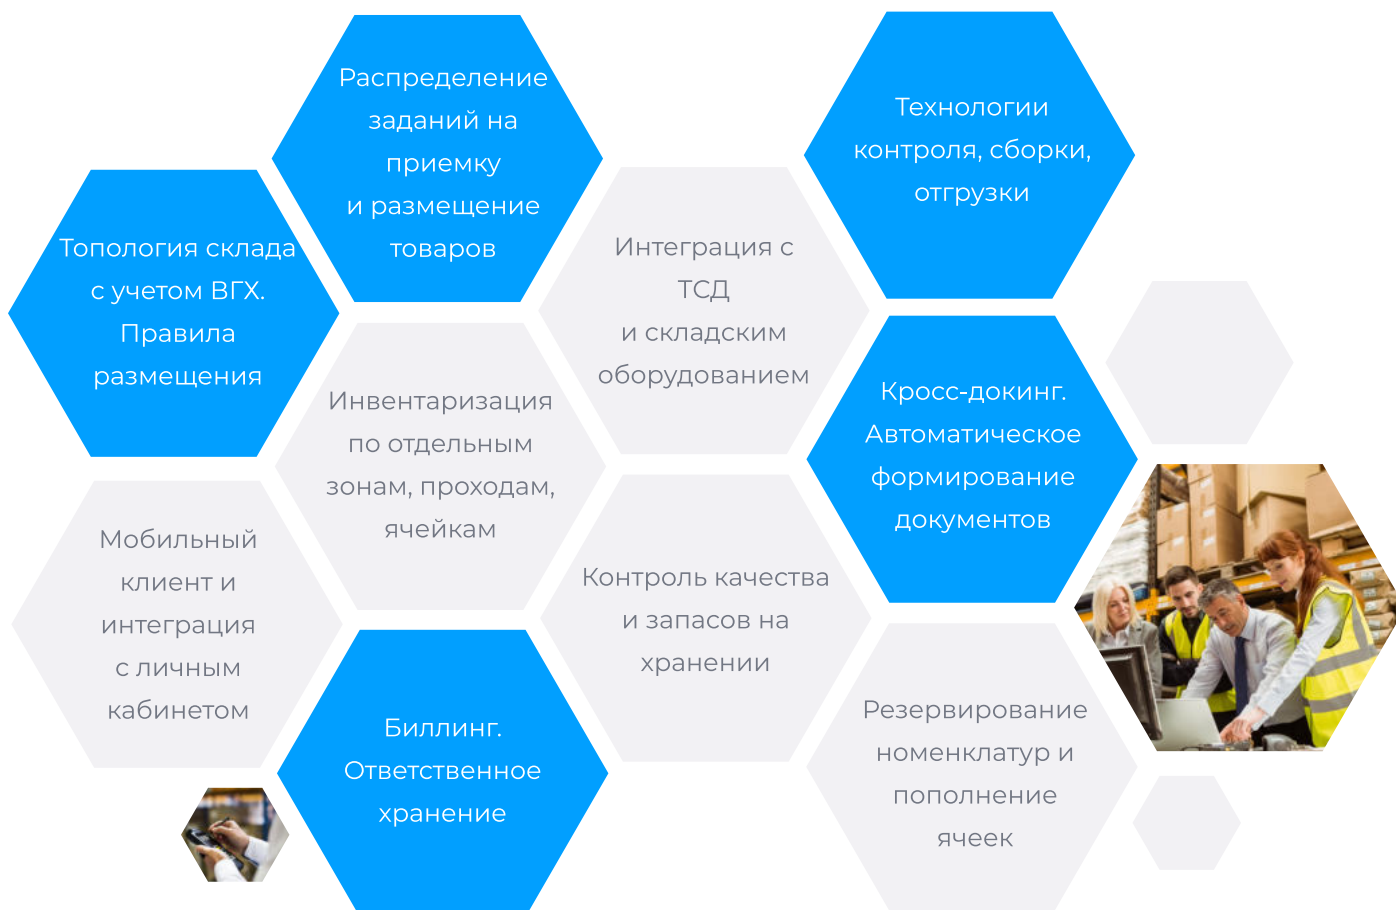 Распределение
заданий на
приемку
и размещение
товаров
Технологии
контроля, сборки,
отгрузки
Топология склада
с учетом ВГХ.
Правила
размещения
Интеграция с
ТСД
и складским
оборудованием
Инвентаризация
по отдельным
зонам, проходам,
ячейкам
Кросс-докинг.
Автоматическое
формирование
документов
Мобильный
клиент и
интеграция
с личным
кабинетом
Контроль качества
и запасов на
хранении
Биллинг.
Ответственное
хранение
Резервирование
номенклатур и
пополнение
ячеек